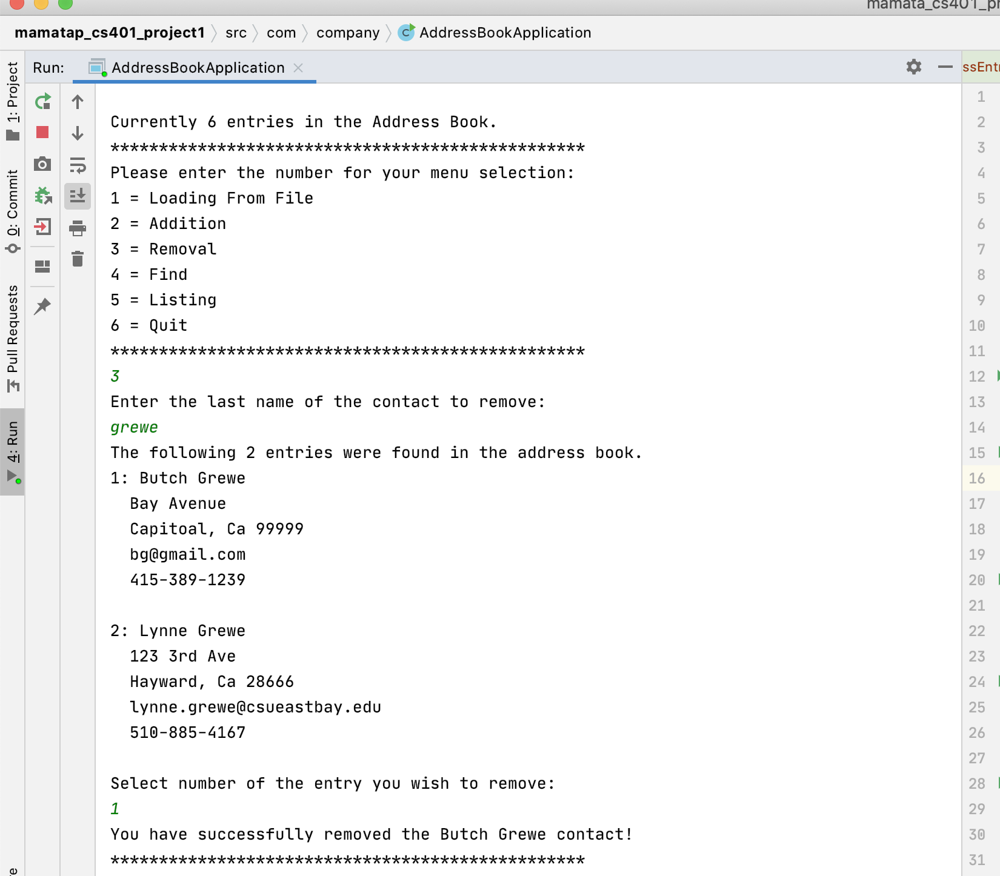 mamata_cs401_pr
mamatap_cs401_project1 src com company AddressBookApplication
Run: AddressBookApplication
ssEnt
1: Project
0: Commit
Pull Requests
4: Run
Currently 6 entries in the Address Book.
*************************************************
Please enter the number for your menu selection:
1 = Loading From File
2 = Addition
3 = Removal
4 = Find
5 = Listing
6 = Quit
*************************************************
3
Enter the last name of the contact to remove:
grewe
The following 2 entries were found in the address book.
1: Butch Grewe
Bay Avenue
Capitoal, Ca 99999
bg@gmail.com
415-389-1239
2: Lynne Grewe
123 3rd Ave
Hayward, Ca 28666
lynne.grewe@csueastbay.edu
510-885-4167
Select number of the entry you wish to remove:
1
You have successfully removed the Butch Grewe contact!
*************************************************
1
2
3
4
5
6
7
8
9
10
11
12
13
14
15
16
17
18
19
20
21
22
23
24
25
26
27
28
29
30
31